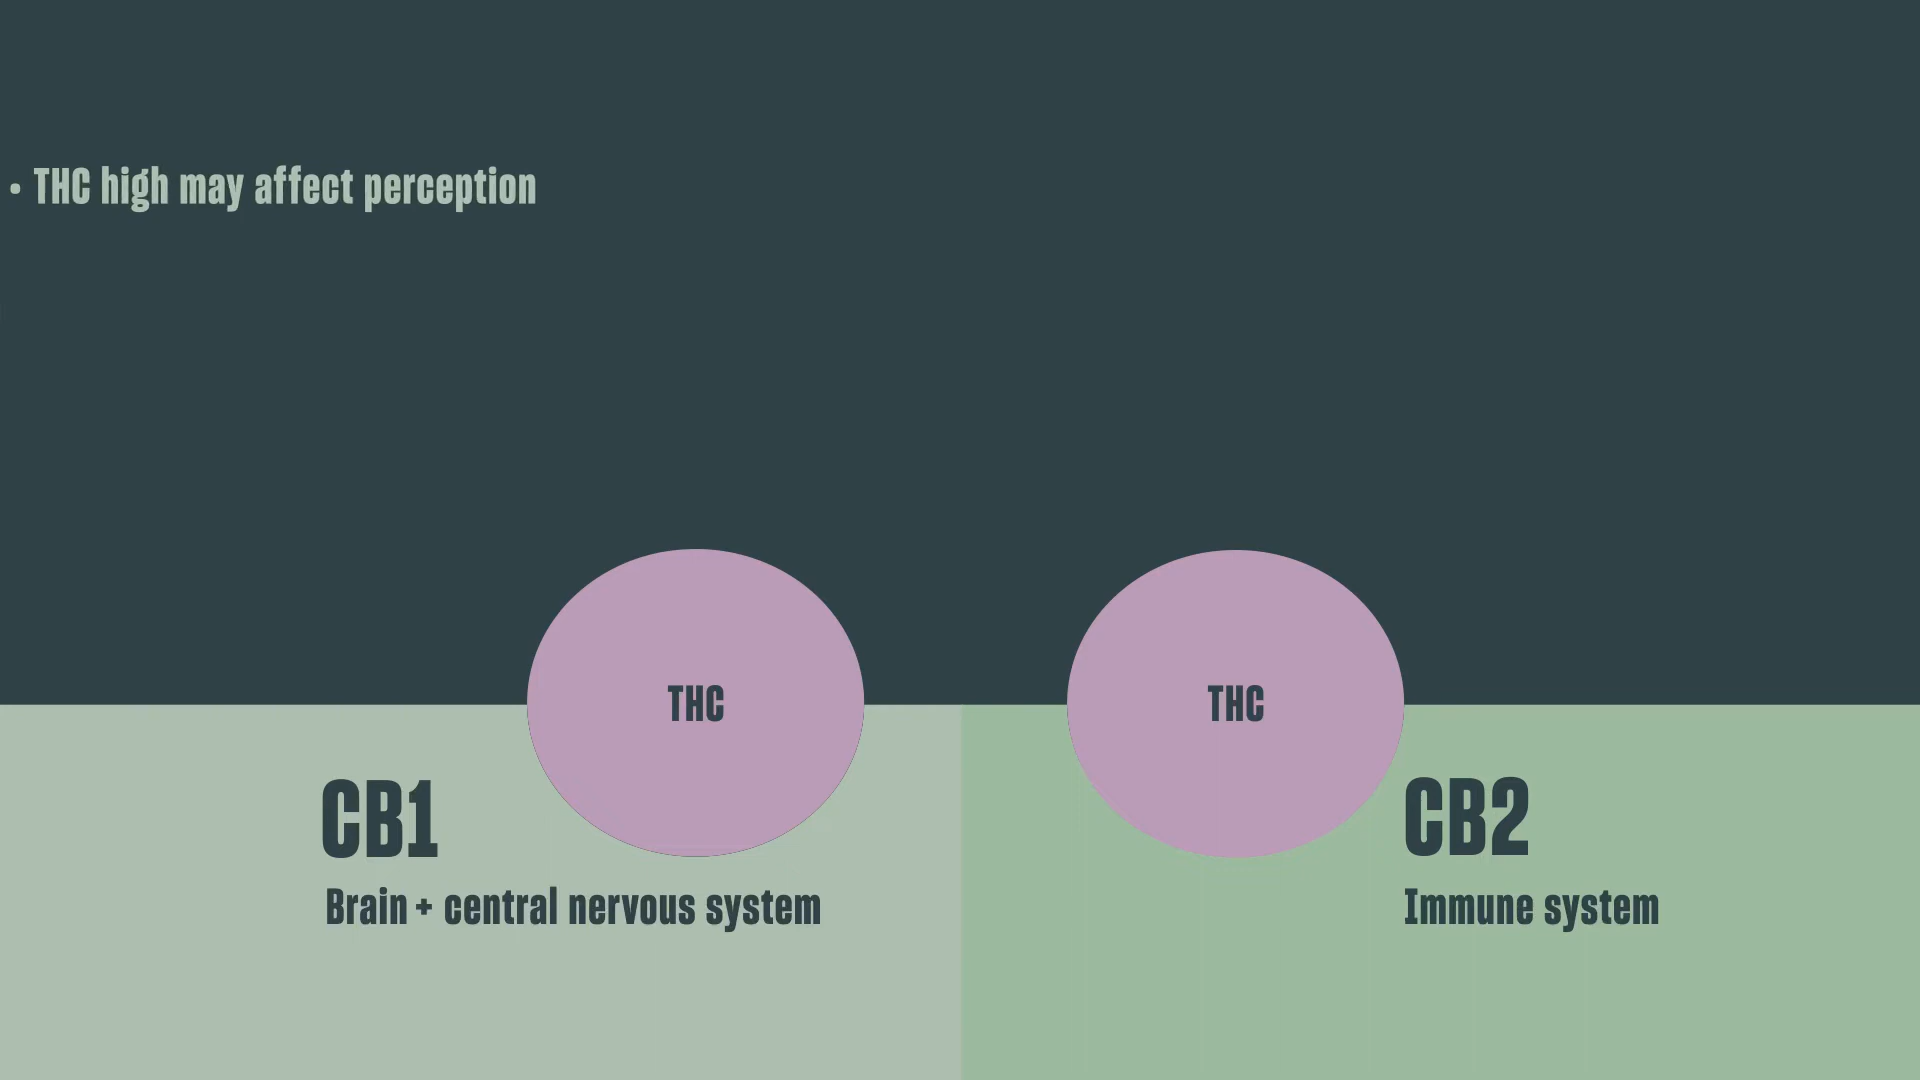 • THC high may affect perception
THC
THC
CB1
CB2
Brain + central nervous system
Immune system